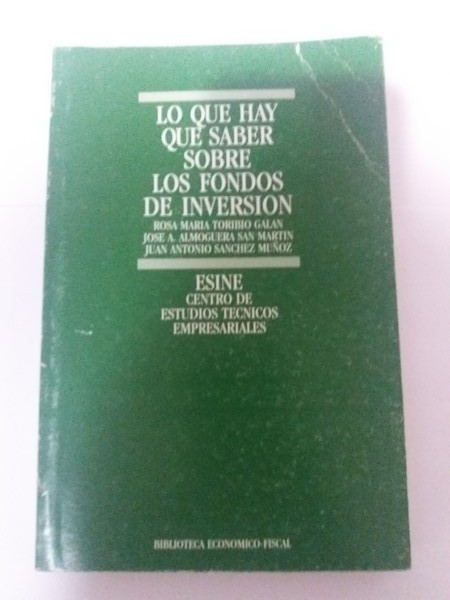 LO QUE HAY
QUE SABER
SOBRE
LOS FONDOS
DE INVERSION
ROSA MARIA TORIBIO GALAN
JOSE A. ALMOGUERA SAN MARTIN
JUAN ANTONIO SANCHEZ MUÑOZ
ESINE
CENTRO DE
ESTUDIOS TECNICOS
EMPRESARIALES
BIBLIOTECA ECONOMICO-FISCAL